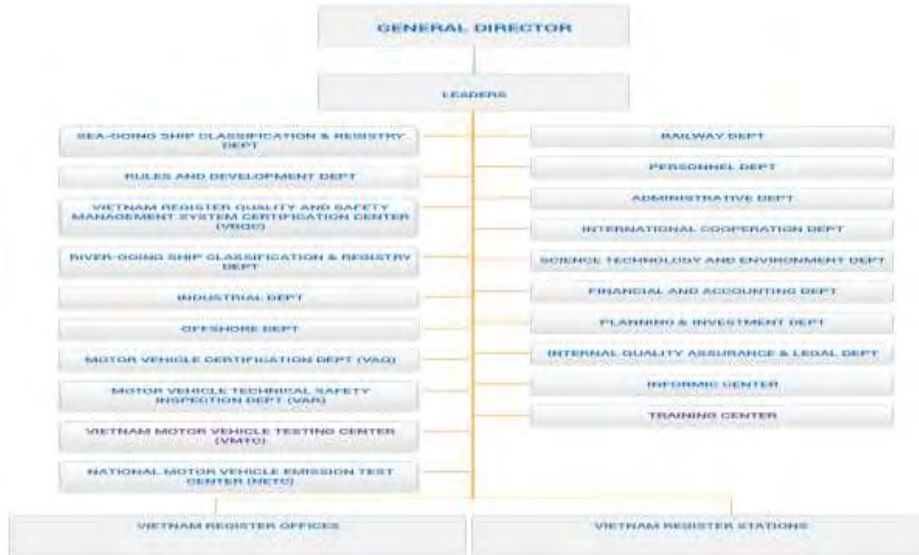 GENERAL DIRECTOR
LEADERS
SEA-GOING SHIP CLASSIFICATION & REGISTRY
DEPT
RULES AND DEVELOPMENT DEPT
VIETNAM REGISTER QUALITY AND SAFETY
MANAGEMENT SYSTEM CERTIFICATION CENTER
(VRQC)
RIVER-GOING SHIP CLASSIFICATION & REGISTRY
DEPT
INDUSTRIAL DEPT
OFFSHORE DEPT
MOTOR VEHICLE CERTIFICATION DEPT (VAQ)
MOTOR VEHICLE TECHNICAL SAFETY
INSPECTION DEPT (VAR)
VIETNAM MOTOR VEHICLE TESTING CENTER
(VMTC)
NATIONAL MOTOR VEHICLE EMISSION TEST
CENTER (NETC)
RAILWAY DEPT
PERSONNEL DEPT
ADMINISTRATIVE DEPT
INTERNATIONAL COOPERATION DEPT
SCIENCE TECHNOLOGY AND ENVIRONMENT DEPT
FINANCIAL AND ACCOUNTING DEPT
PLANNING & INVESTMENT DEPT
INTERNAL QUALITY ASSURANCE & LEGAL DEPT
INFORMIC CENTER
TRAINING CENTER
VIETNAM REGISTER OFFICES
VIETNAM REGISTER STATIONS